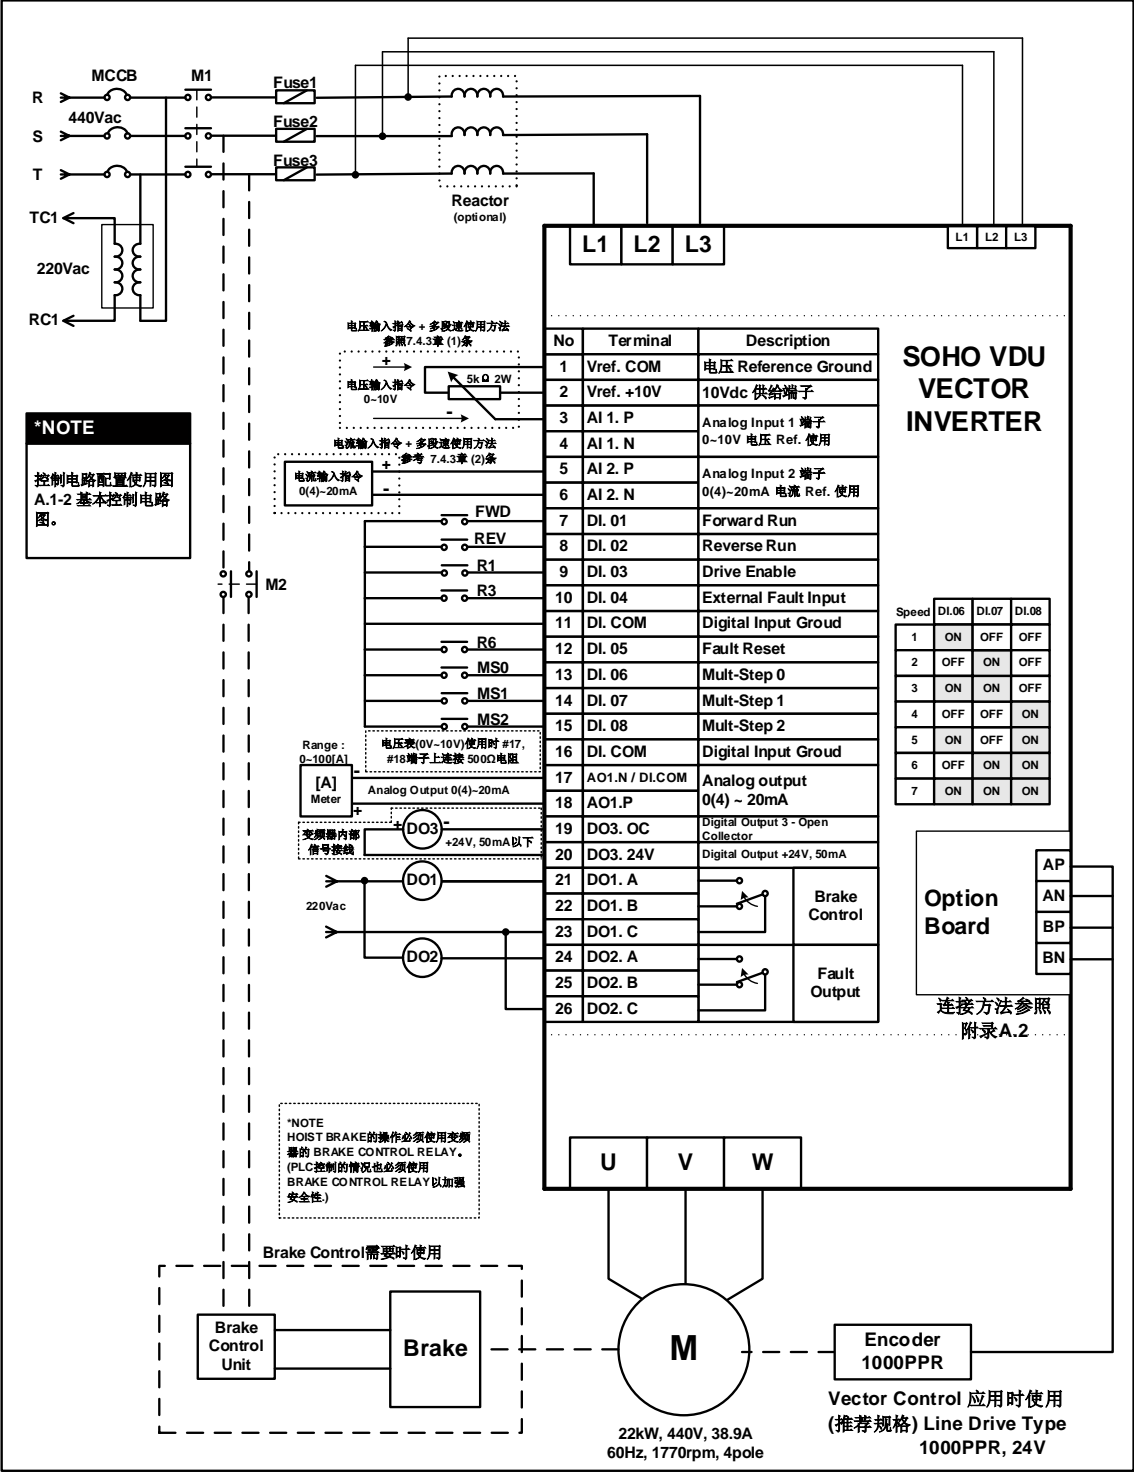 MCCB
M1
Fuse1
R
440Vac
Fuse2
S
Fuse3
T
Reactor
(optional)
TC1
220Vac
RC1
L1 L2 L3
L1 L2 L3
SOHO VDU
VECTOR
INVERTER
*NOTE
控制电路配置使用图
A.1-2 基本控制电路
图。
M2
电压输入指令 + 多段速使用方法
参照7.4.3章 (1)条
+
电压输入指令
0~10V
5kΩ 2W
-
电流输入指令 + 多段速使用方法
参考 7.4.3章 (2)条
电流输入指令
0(4)~20mA
+
-
FWD
REV
R1
R3
R6
MS0
MS1
MS2
电压表(0V~10V)使用时 #17,
#18端子上连接 500Ω电阻
Range :
0~100[A]
[A]
Meter
-
+
Analog Output 0(4)~20mA
变频器内部
信号接线
+ DO3 -
+24V, 50mA以下
DO1
220Vac
DO2
No Terminal Description
1 Vref. COM 电压 Reference Ground
2 Vref. +10V 10Vdc 供给端子
3 AI 1. P Analog Input 1 端子
4 AI 1. N 0~10V 电压 Ref. 使用
5 AI 2. P Analog Input 2 端子
6 AI 2. N 0(4)~20mA 电流 Ref. 使用
7 DI. 01 Forward Run
8 DI. 02 Reverse Run
9 DI. 03 Drive Enable
10 DI. 04 External Fault Input
11 DI. COM Digital Input Groud
12 DI. 05 Fault Reset
13 DI. 06 Mult-Step 0
14 DI. 07 Mult-Step 1
15 DI. 08 Mult-Step 2
16 DI. COM Digital Input Groud
17 AO1.N / DI.COM Analog output
18 AO1.P 0(4) ~ 20mA
19 DO3. OC Digital Output 3 - Open
Collector
20 DO3. 24V Digital Output +24V, 50mA
21 DO1. A
22 DO1. B Brake
Control
23 DO1. C
24 DO2. A
25 DO2. B Fault
Output
26 DO2. C
Speed DI.06 DI.07 DI.08
1 ON OFF OFF
2 OFF ON OFF
3 ON ON OFF
4 OFF OFF ON
5 ON OFF ON
6 OFF ON ON
7 ON ON ON
Option
Board
AP
AN
BP
BN
连接方法参照
附录A.2
*NOTE
HOIST BRAKE的操作必须使用变频
器的 BRAKE CONTROL RELAY。
(PLC控制的情况也必须使用
BRAKE CONTROL RELAY以加强
安全性.)
U V W
Brake Control需要时使用
Brake
Control
Unit
Brake
M
Encoder
1000PPR
22kW, 440V, 38.9A
60Hz, 1770rpm, 4pole
Vector Control 应用时使用
(推荐规格) Line Drive Type
1000PPR, 24V